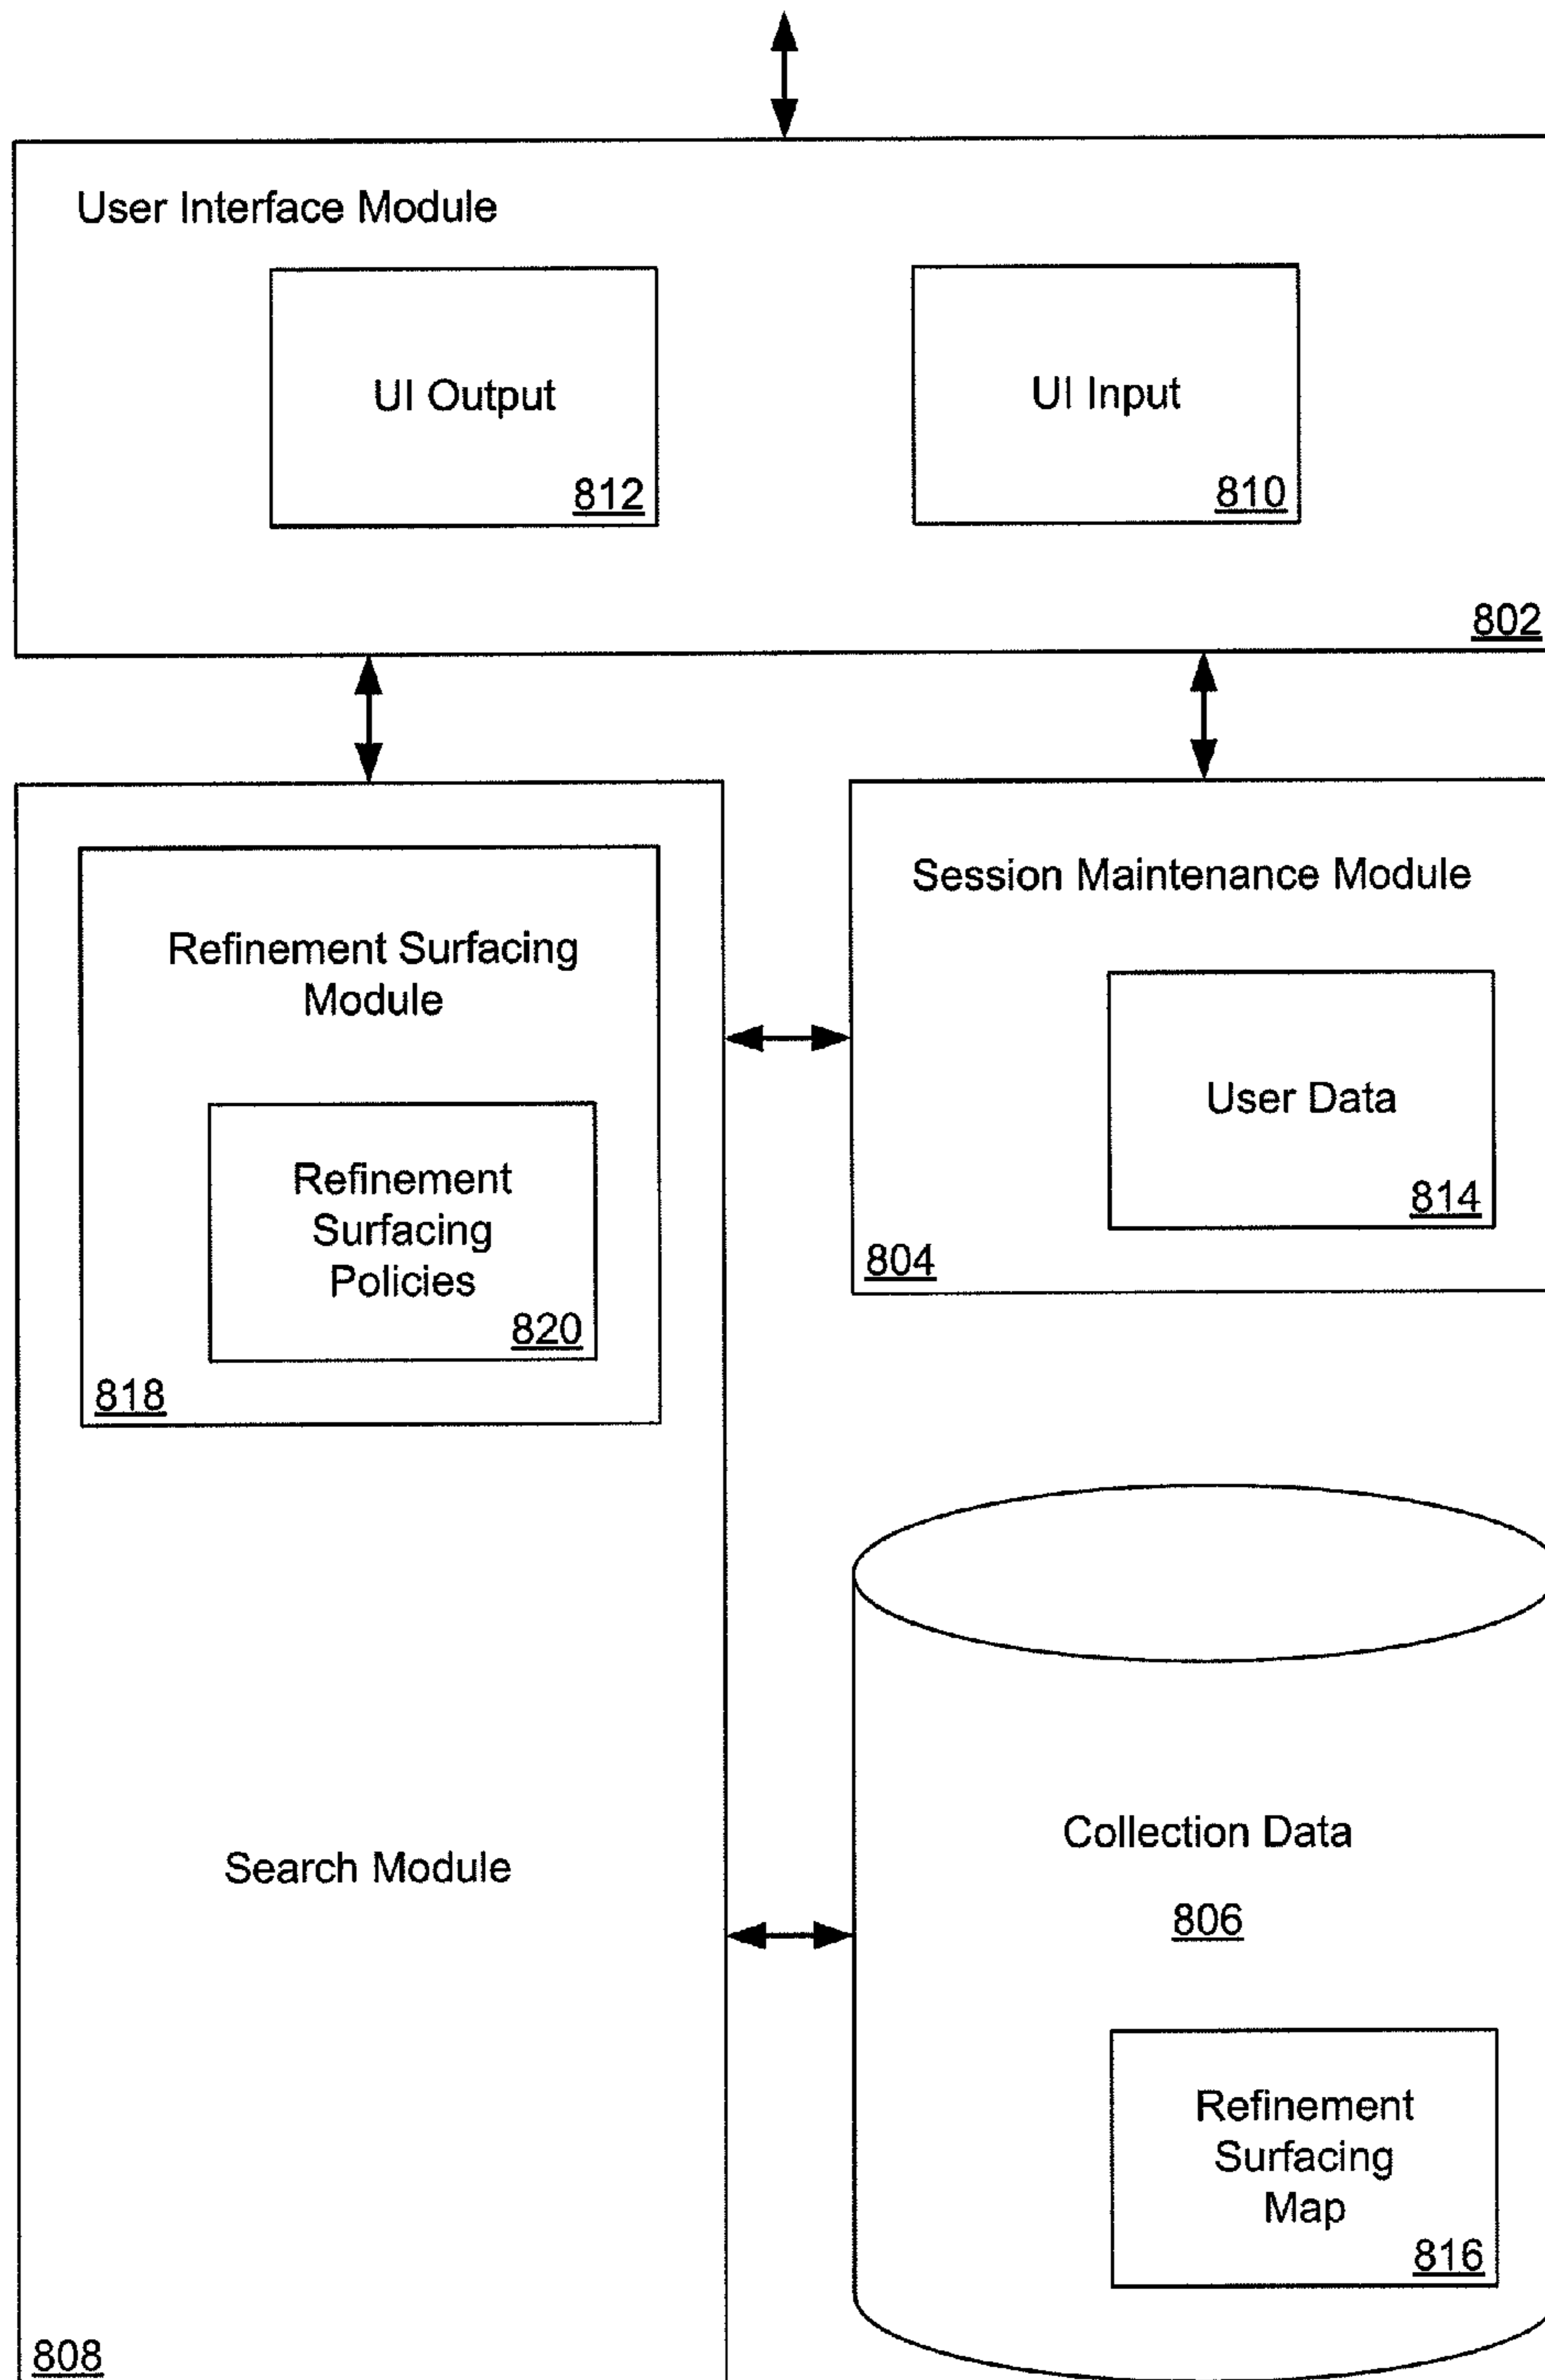 User Interface Module
UI Output
812
UI Input
810
802
Refinement Surfacing
Module
Refinement
Surfacing
Policies
820
818
Search Module
808
Session Maintenance Module
User Data
814
804
Collection Data
806
Refinement
Surfacing
Map
816